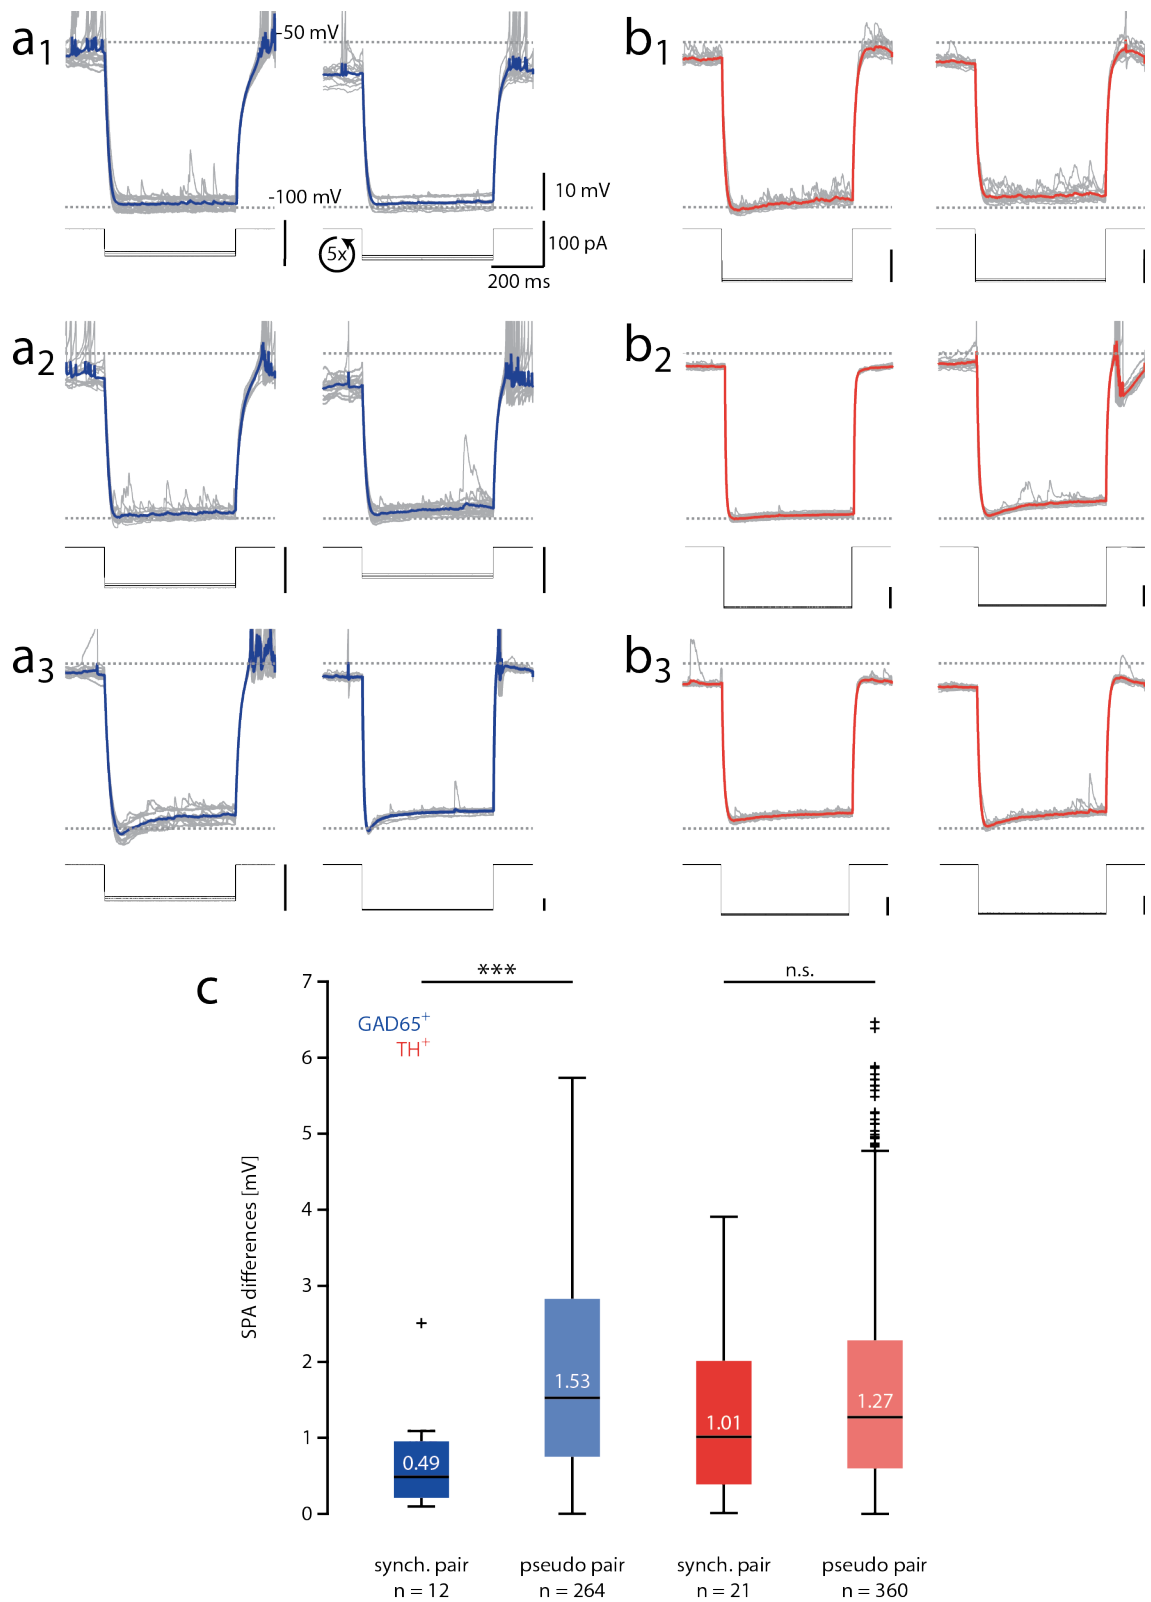 a1
-50 mV
-100 mV
10 mV
5x
100 pA
200 ms
b1
a2
b2
a3
b3
c
***
n.s.
GAD65+
TH+
SPA differences [mV]
7
6
5
4
3
2
1
0
0.49
1.53
1.01
1.27
synch. pair
n = 12
pseudo pair
n = 264
synch. pair
n = 21
pseudo pair
n = 360